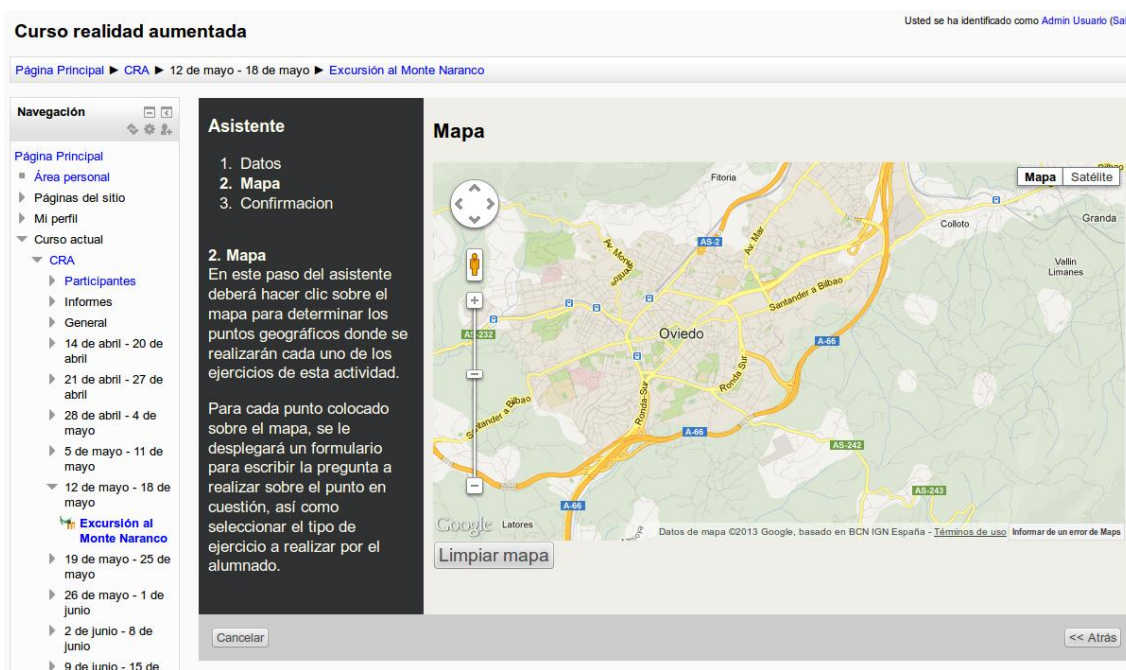 Curso realidad aumentada
Usted se ha identificado como Admin Usuario (Sal
Página Principal ► CRA ► 12 de mayo - 18 de mayo ► Excursión al Monte Naranco
Navegación
Página Principal
Área personal
Páginas del sitio
Mi perfil
Curso actual
CRA
Participantes
Informes
General
14 de abril - 20 de
abril
21 de abril - 27 de
abril
28 de abril - 4 de
mayo
5 de mayo - 11 de
mayo
12 de mayo - 18 de
mayo
Excursión al
Monte Naranco
19 de mayo - 25 de
mayo
26 de mayo - 1 de
junio
2 de junio - 8 de
junio
9 de junio - 15 de
Asistente
1. Datos
2. Mapa
3. Confirmacion
2. Mapa
En este paso del asistente
deberá hacer clic sobre el
mapa para determinar los
puntos geográficos donde se
realizarán cada uno de los
ejercicios de esta actividad.
Para cada punto colocado
sobre el mapa, se le
desplegará un formulario
para escribir la pregunta a
realizar sobre el punto en
cuestión, así como
seleccionar el tipo de
ejercicio a realizar por el
alumnado.
Mapa
Fitoria
Mapa
Satélite
Colloto
Granda
AS-2
Av. Mar
Vallin
Limanes
Santander a Bilbao
AS-232
Oviedo
A-66
Ronda Sur
Ronda-Sur
Santander a Bilbao
A-66
AS-242
AS-243
A-66
Google
Latores
Datos de mapa ©2013 Google, basado en BCN IGN España - Términos de uso
Informar de un error de Maps
Limpiar mapa
Cancelar
<< Atrás